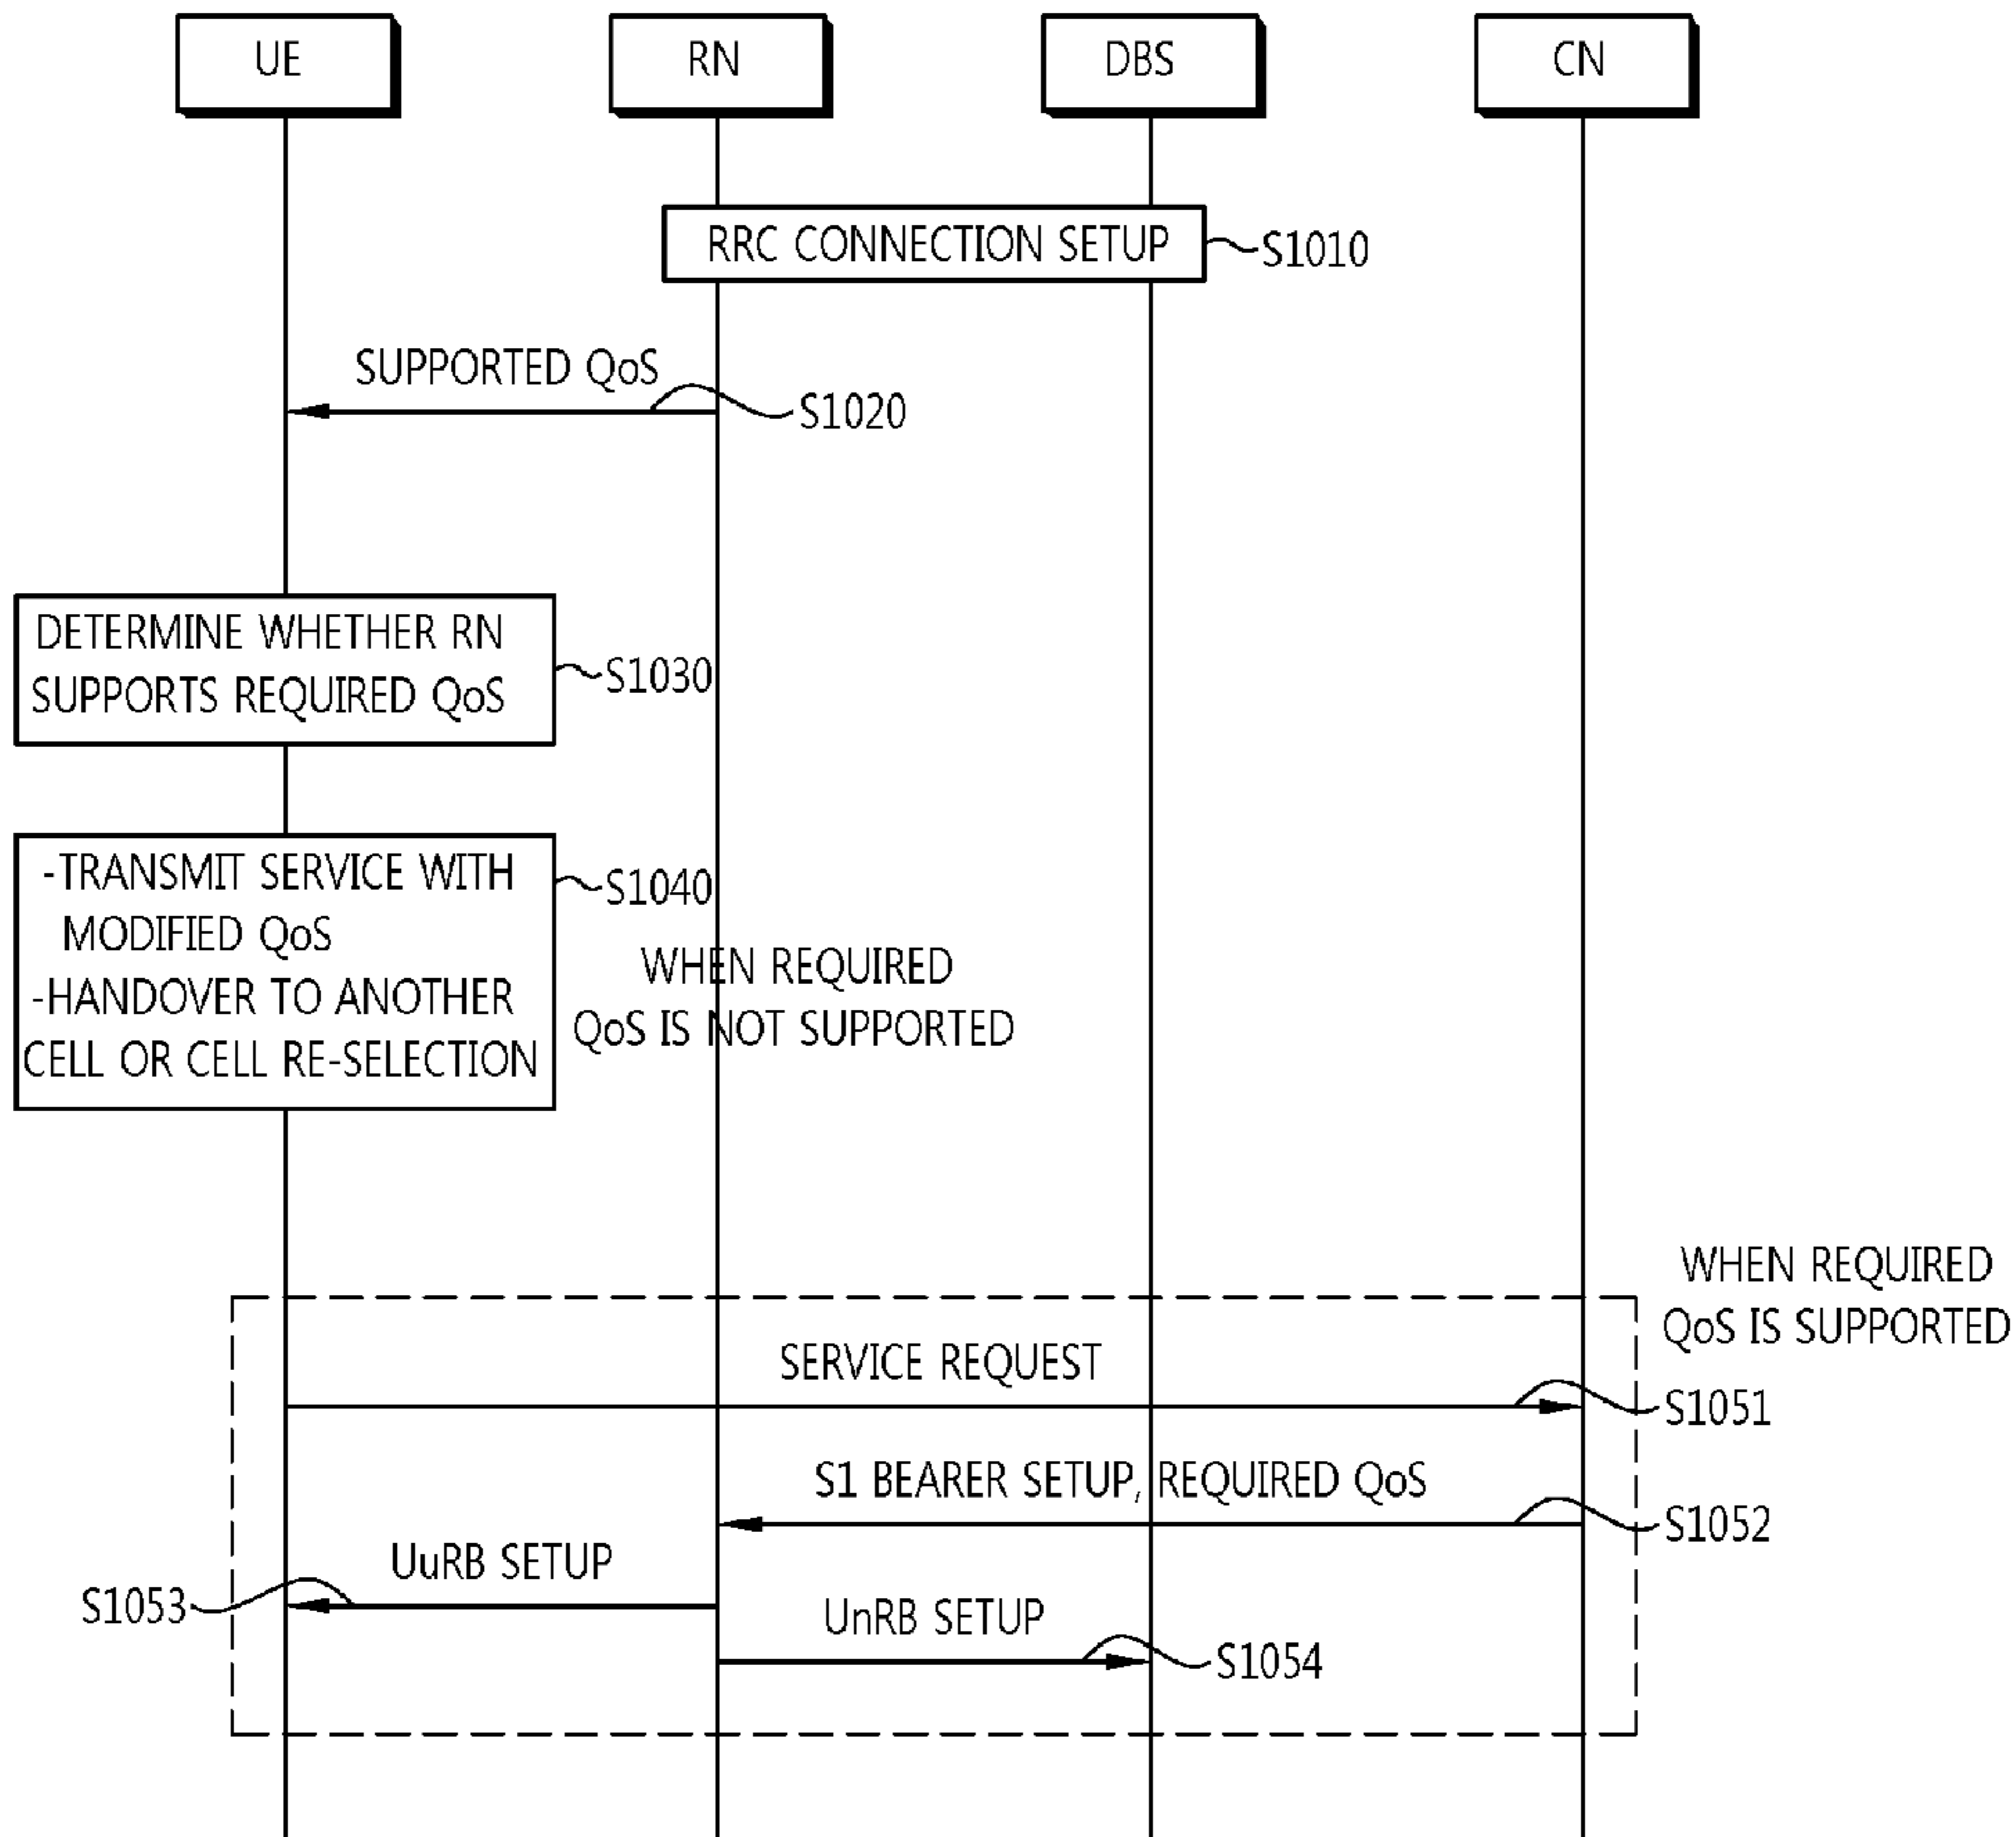 UE
RN
DBS
CN
RRC CONNECTION SETUP
S1010
SUPPORTED QoS
S1020
DETERMINE WHETHER RN
SUPPORTS REQUIRED QoS
S1030
-TRANSMIT SERVICE WITH
MODIFIED QoS
-HANDOVER TO ANOTHER
CELL OR CELL RE-SELECTION
S1040
WHEN REQUIRED
QoS IS NOT SUPPORTED
WHEN REQUIRED
QoS IS SUPPORTED
SERVICE REQUEST
S1051
S1 BEARER SETUP, REQUIRED QoS
S1052
UuRB SETUP
S1053
UnRB SETUP
S1054